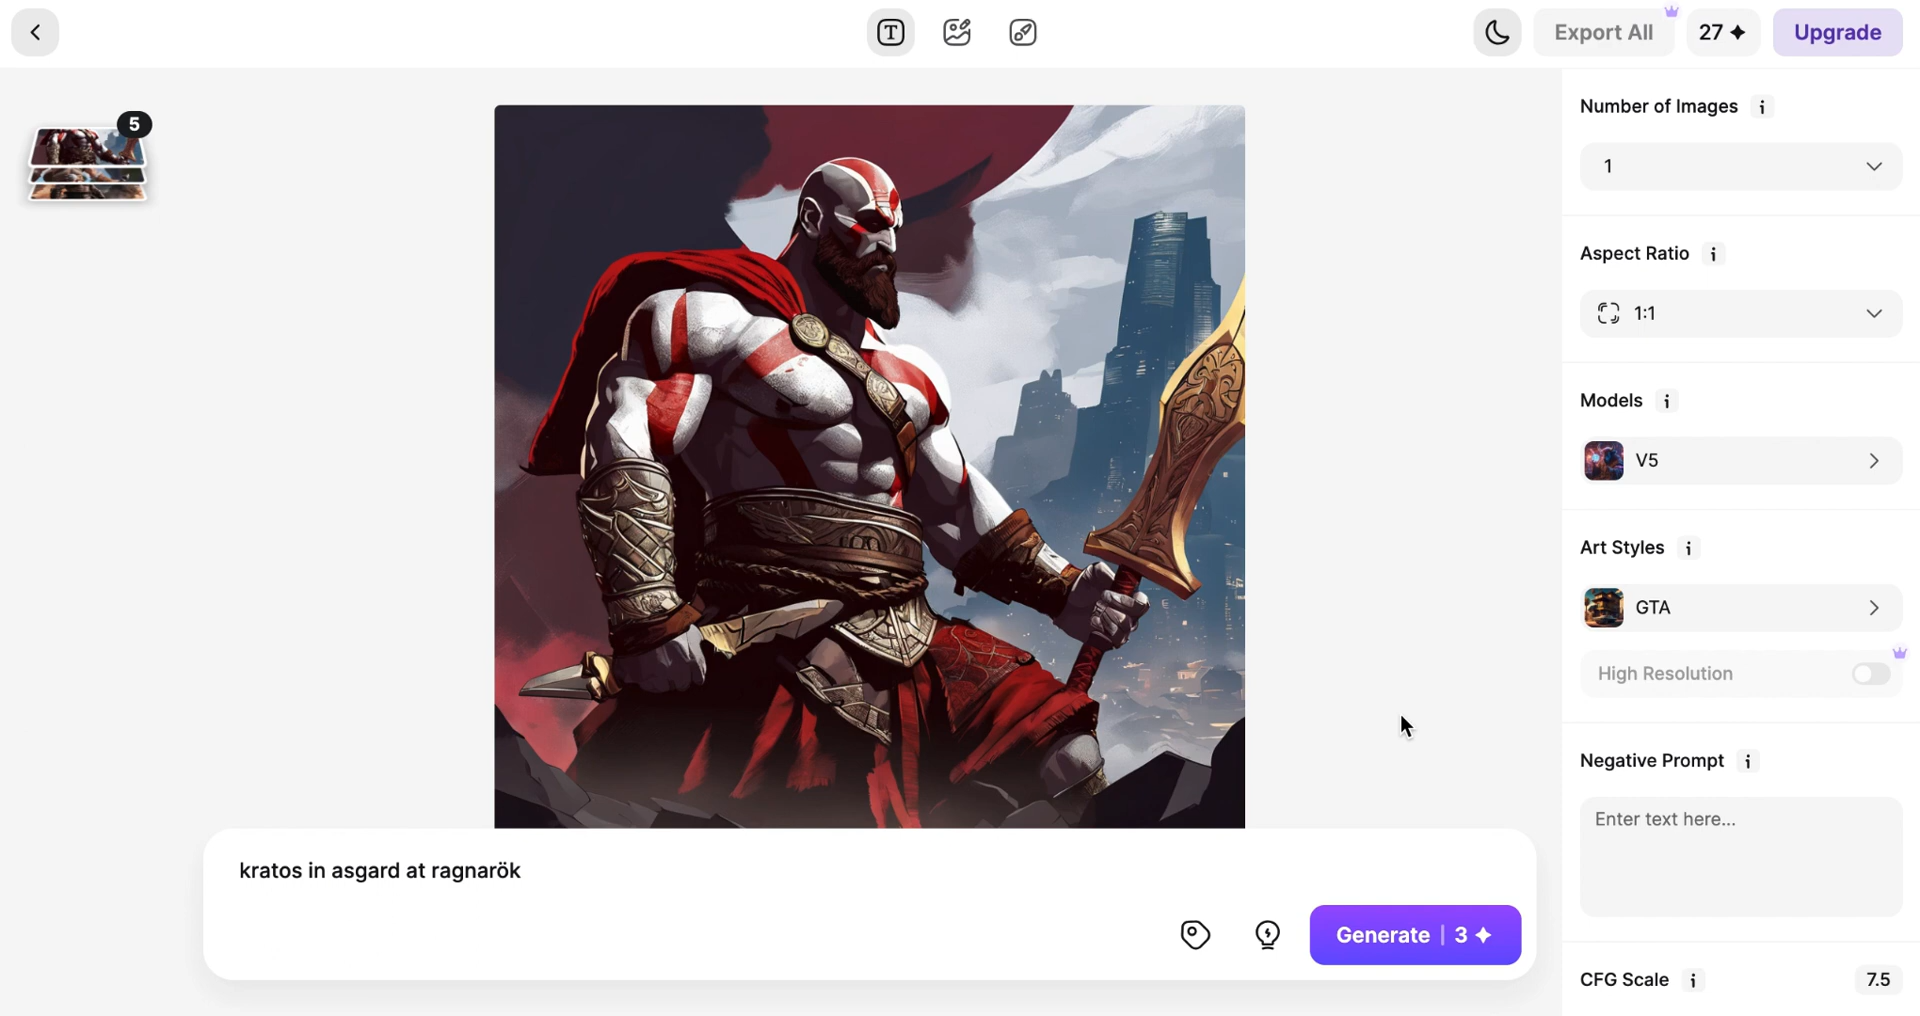 Export All
27
Upgrade
5
Number of Images i
1
Aspect Ratio i
1:1
Models i
V5
Art Styles i
GTA
High Resolution
Negative Prompt i
Enter text here...
CFG Scale i 7.5
kratos in asgard at ragnarök
Generate | 3